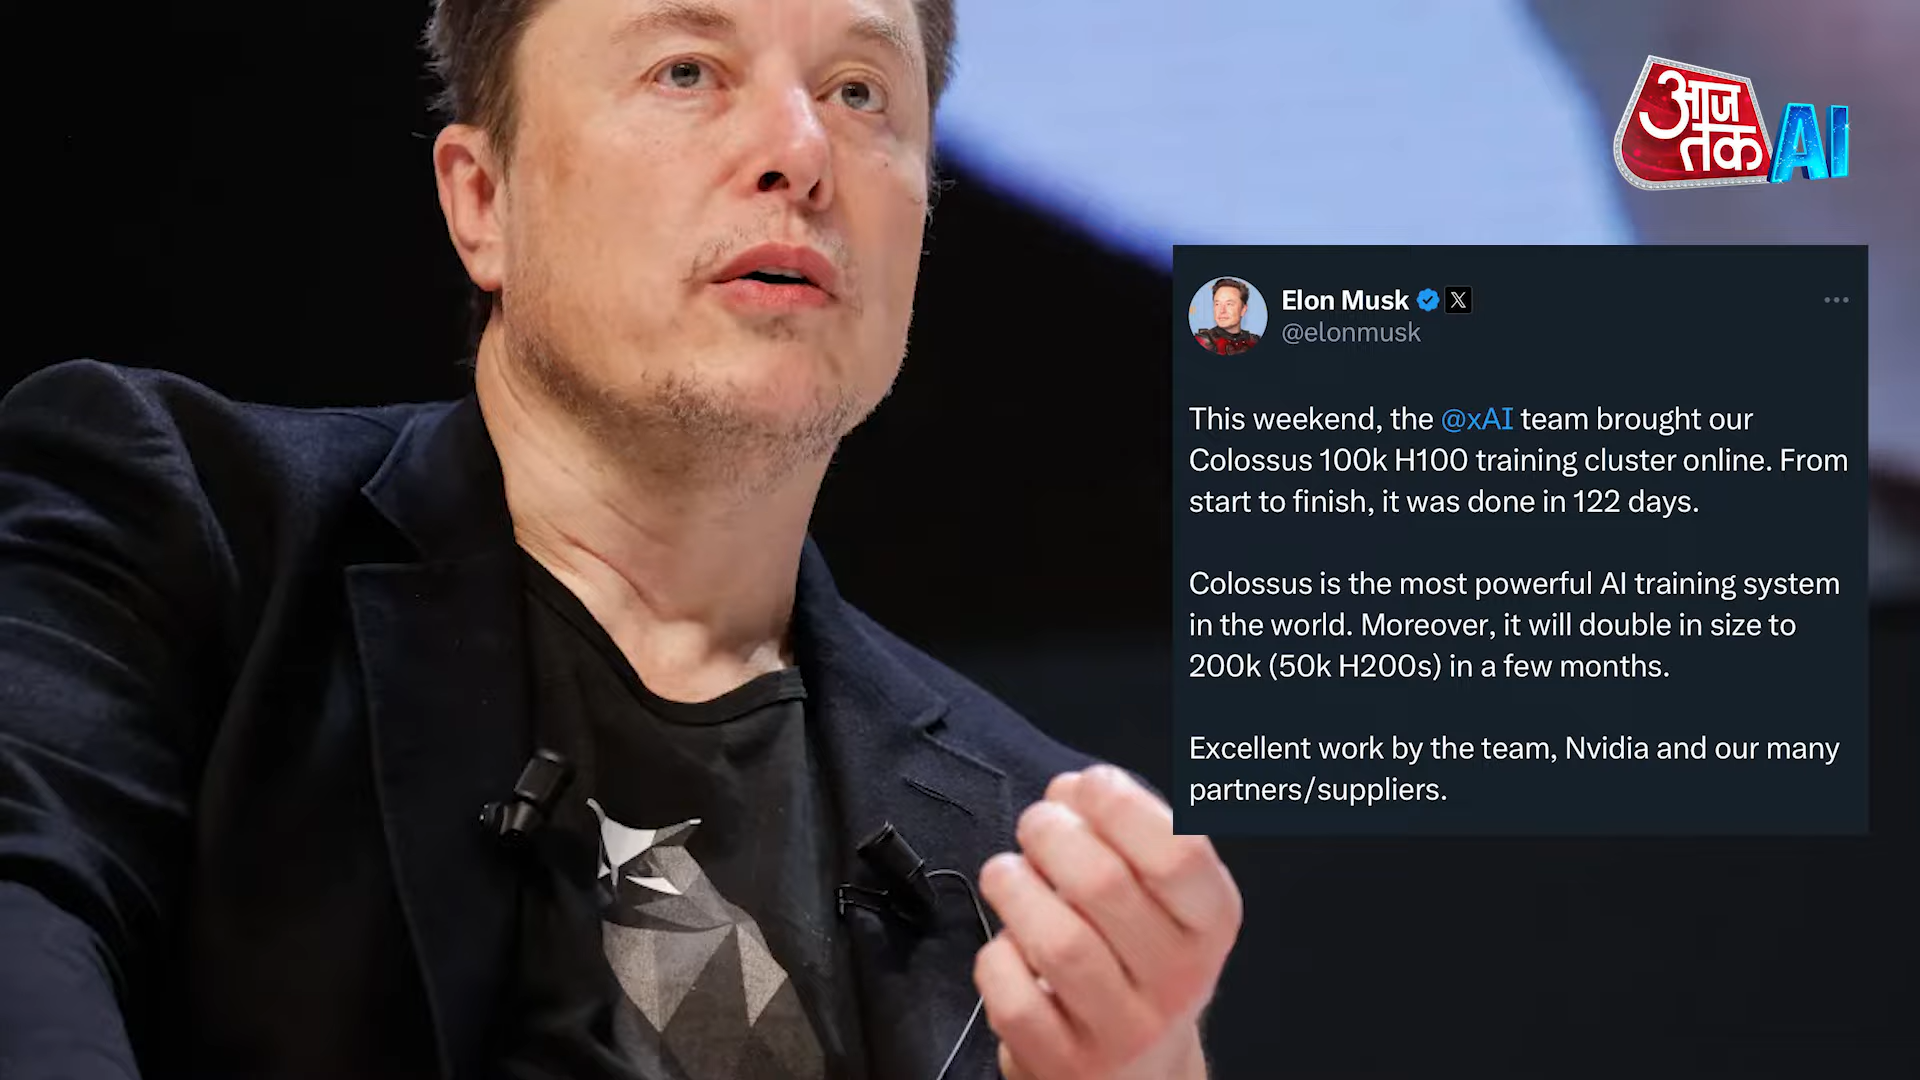 आज
तक AI
Elon Musk
@elonmusk
This weekend, the @xAI team brought our
Colossus 100k H100 training cluster online. From
start to finish, it was done in 122 days.
Colossus is the most powerful AI training system
in the world. Moreover, it will double in size to
200k (50k H200s) in a few months.
Excellent work by the team, Nvidia and our many
partners/suppliers.